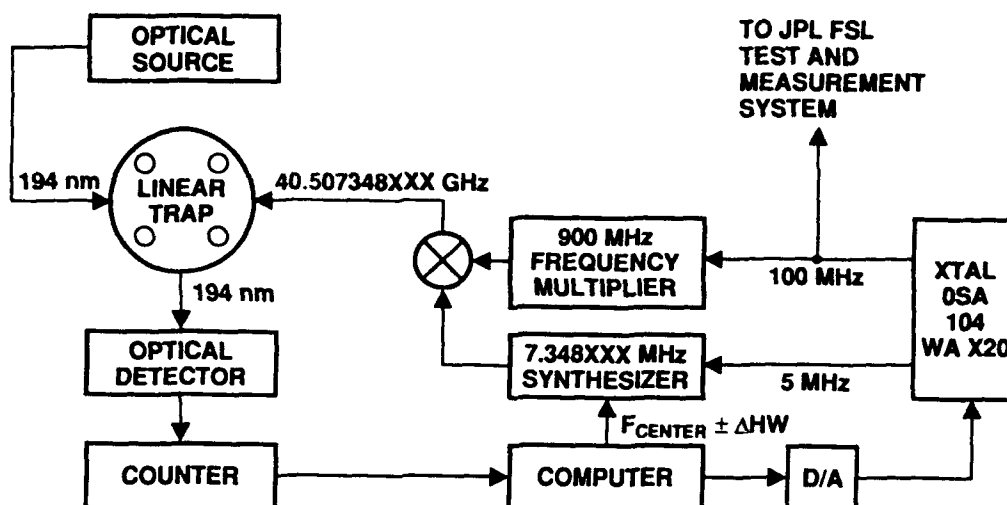 OPTICAL
SOURCE
TO JPL FSL
TEST AND
MEASUREMENT
SYSTEM
194 nm
LINEAR
TRAP
40.507348XXX GHz
900 MHz
FREQUENCY
MULTIPLIER
100 MHz
XTAL
0SA
104
WA X20
194 nm
OPTICAL
DETECTOR
7.348XXX MHz
SYNTHESIZER
5 MHz
FCENTER ± ΔHW
COUNTER
COMPUTER
D/A